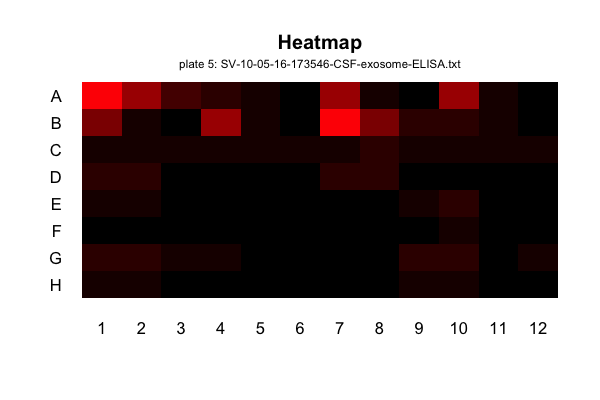 Heatmap
plate 5: SV-10-05-16-173546-CSF-exosome-ELISA.txt
A
B
C
D
E
F
G
H
1 2 3 4 5 6 7 8 9 10 11 12